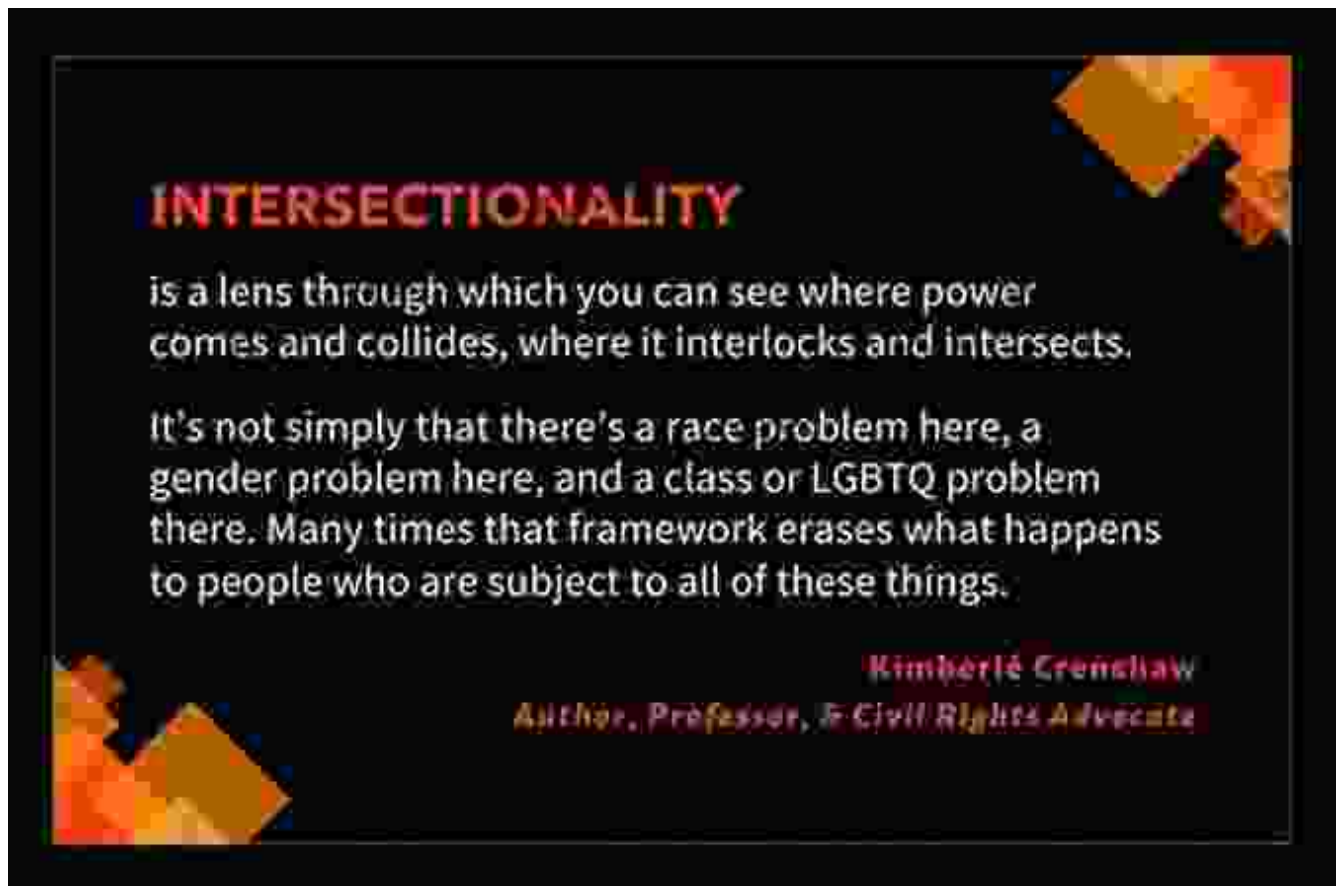 INTERSECTIONALITY
is a lens through which you can see where power
comes and collides, where it interlocks and intersects.
It's not simply that there's a race problem here, a
gender problem here, and a class or LGBTQ problem
there. Many times that framework erases what happens
to people who are subject to all of these things.
Kimberlé Crenshaw
Author, Professor, & Civil Rights Advocate